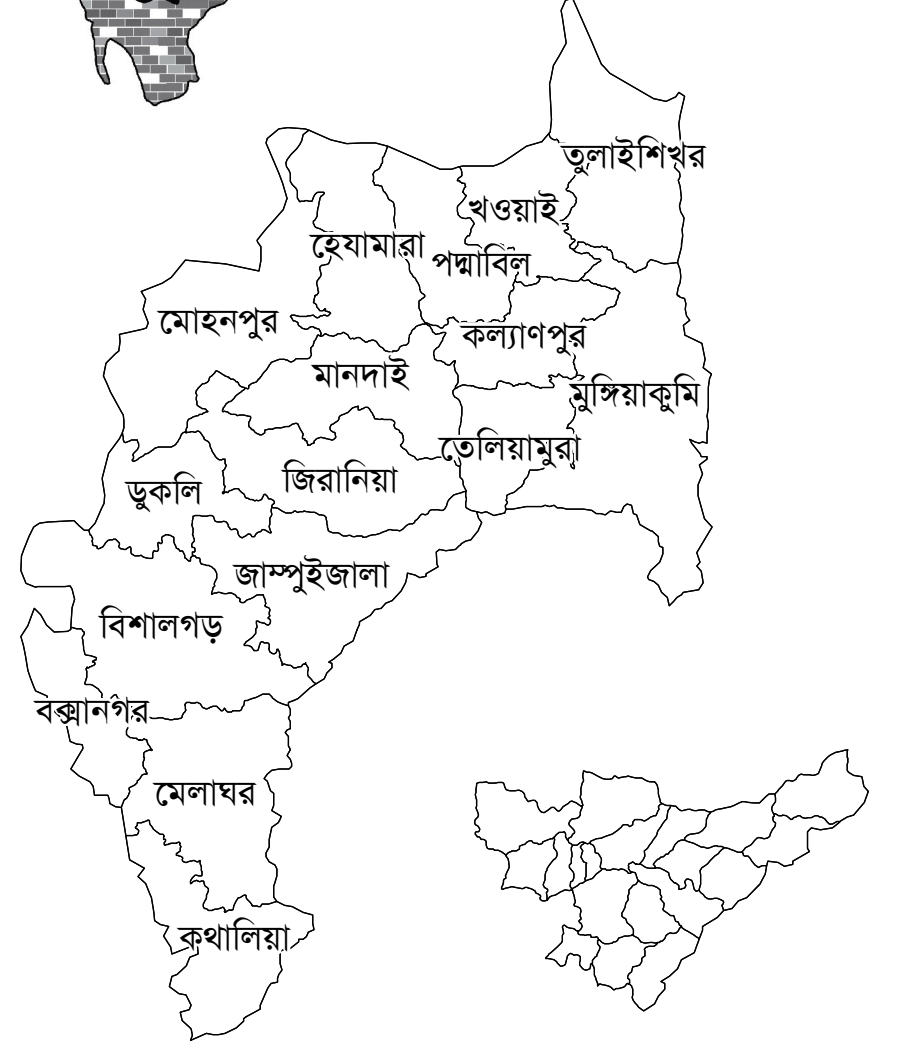 তুলাইশিখর
খওয়াই
হেযামারা
পদ্মাবিল
মোহনপুর
কল্যাণপুর
মানদাই
মুঙ্গিয়াকুমি
তেলিয়ামুরা
জিরানিয়া
ডুকলি
জাম্পুইজালা
বিশালগড়
বক্সানগর
মেলাঘর
কথালিয়া